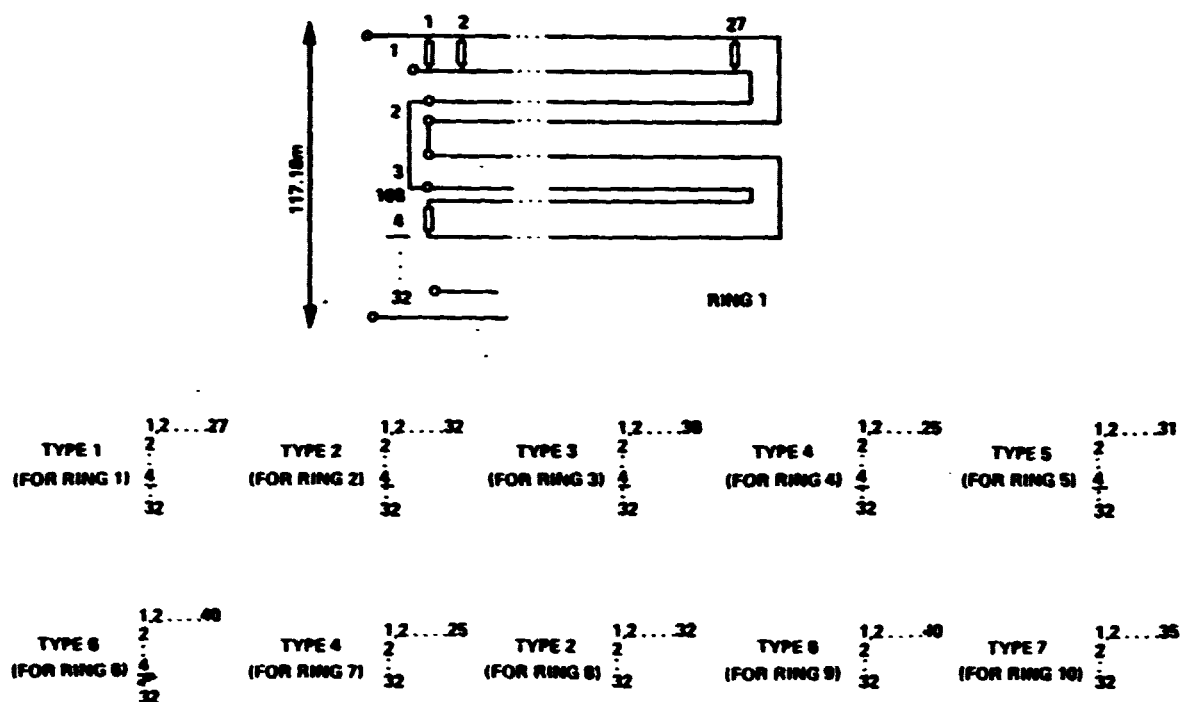 1 2 27
1
2
3
108
4
32
117.18m
RING 1
1,2....27
2
4
32
TYPE 1
(FOR RING 1)
1,2....32
2
4
32
TYPE 2
(FOR RING 2)
1,2....38
2
4
32
TYPE 3
(FOR RING 3)
1,2....25
2
4
32
TYPE 4
(FOR RING 4)
1,2....31
2
4
32
TYPE 5
(FOR RING 5)
1,2....40
2
4
32
TYPE 6
(FOR RING 6)
1,2....25
2
32
TYPE 4
(FOR RING 7)
1,2....32
2
32
TYPE 2
(FOR RING 8)
1,2....40
2
32
TYPE 6
(FOR RING 9)
1,2....35
2
32
TYPE 7
(FOR RING 10)